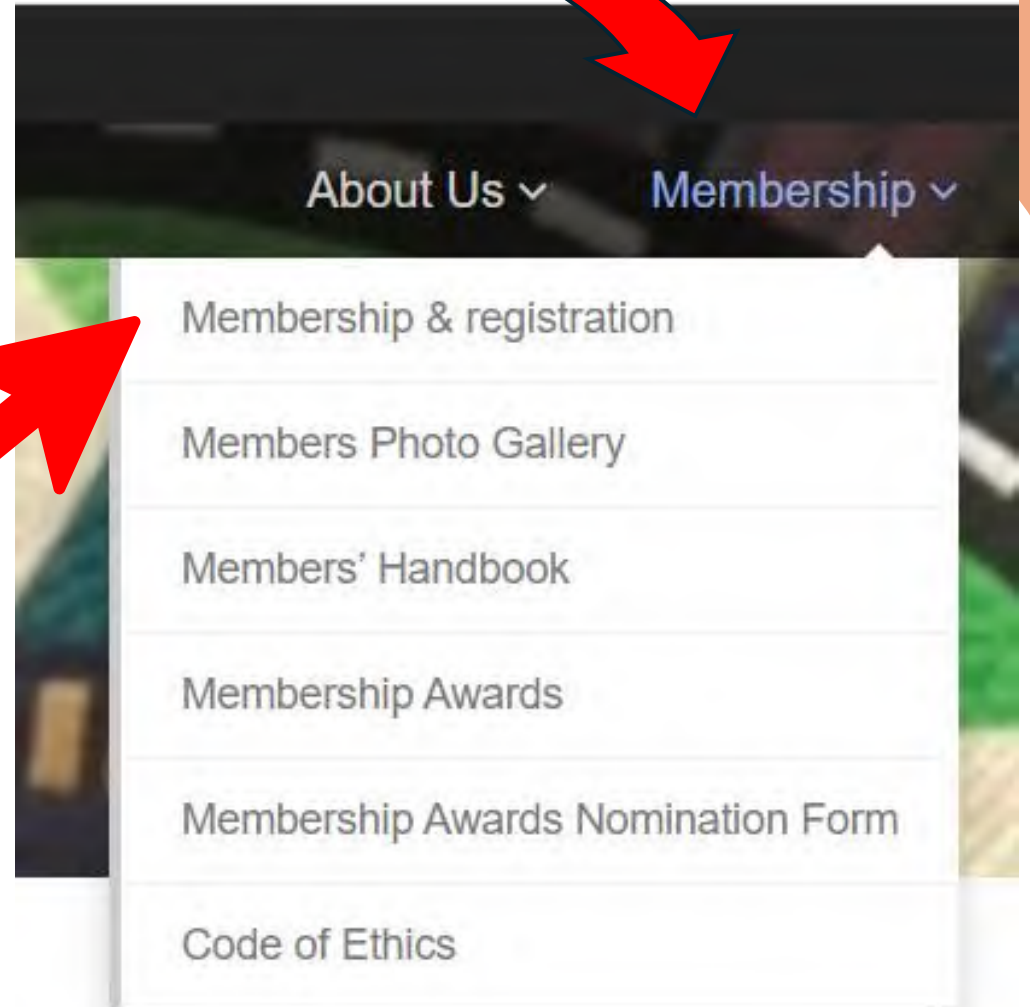 About Us Membership
Membership & registration
Members Photo Gallery
Members’ Handbook
Membership Awards
Membership Awards Nomination Form
Code of Ethics